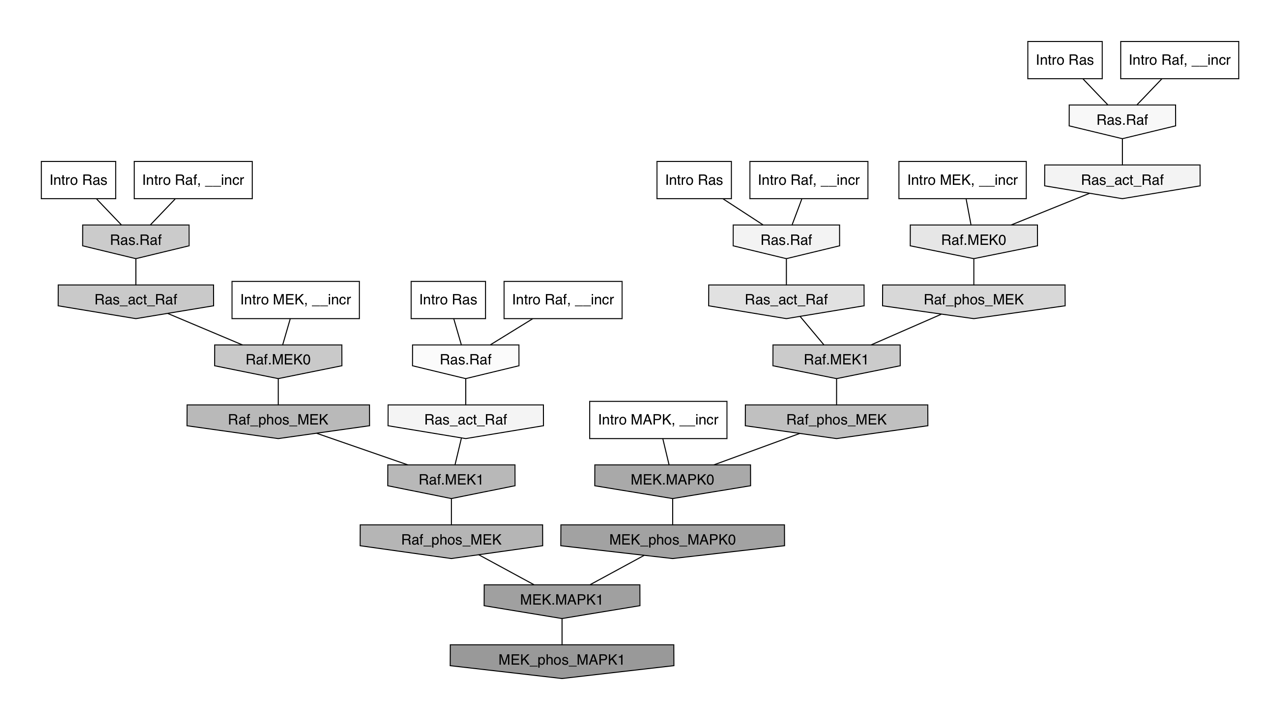 Intro Ras
Intro Raf, __incr
Ras.Raf
Intro Ras
Intro Raf, __incr
Intro Ras
Intro Raf, __incr
Intro MEK, __incr
Ras_act_Raf
Ras.Raf
Ras.Raf
Raf.MEK0
Ras_act_Raf
Intro MEK, __incr
Intro Ras
Intro Raf, __incr
Ras_act_Raf
Raf_phos_MEK
Raf.MEK0
Ras.Raf
Raf.MEK1
Raf_phos_MEK
Ras_act_Raf
Intro MAPK, __incr
Raf_phos_MEK
Raf.MEK1
MEK.MAPK0
Raf_phos_MEK
MEK_phos_MAPK0
MEK.MAPK1
MEK_phos_MAPK1